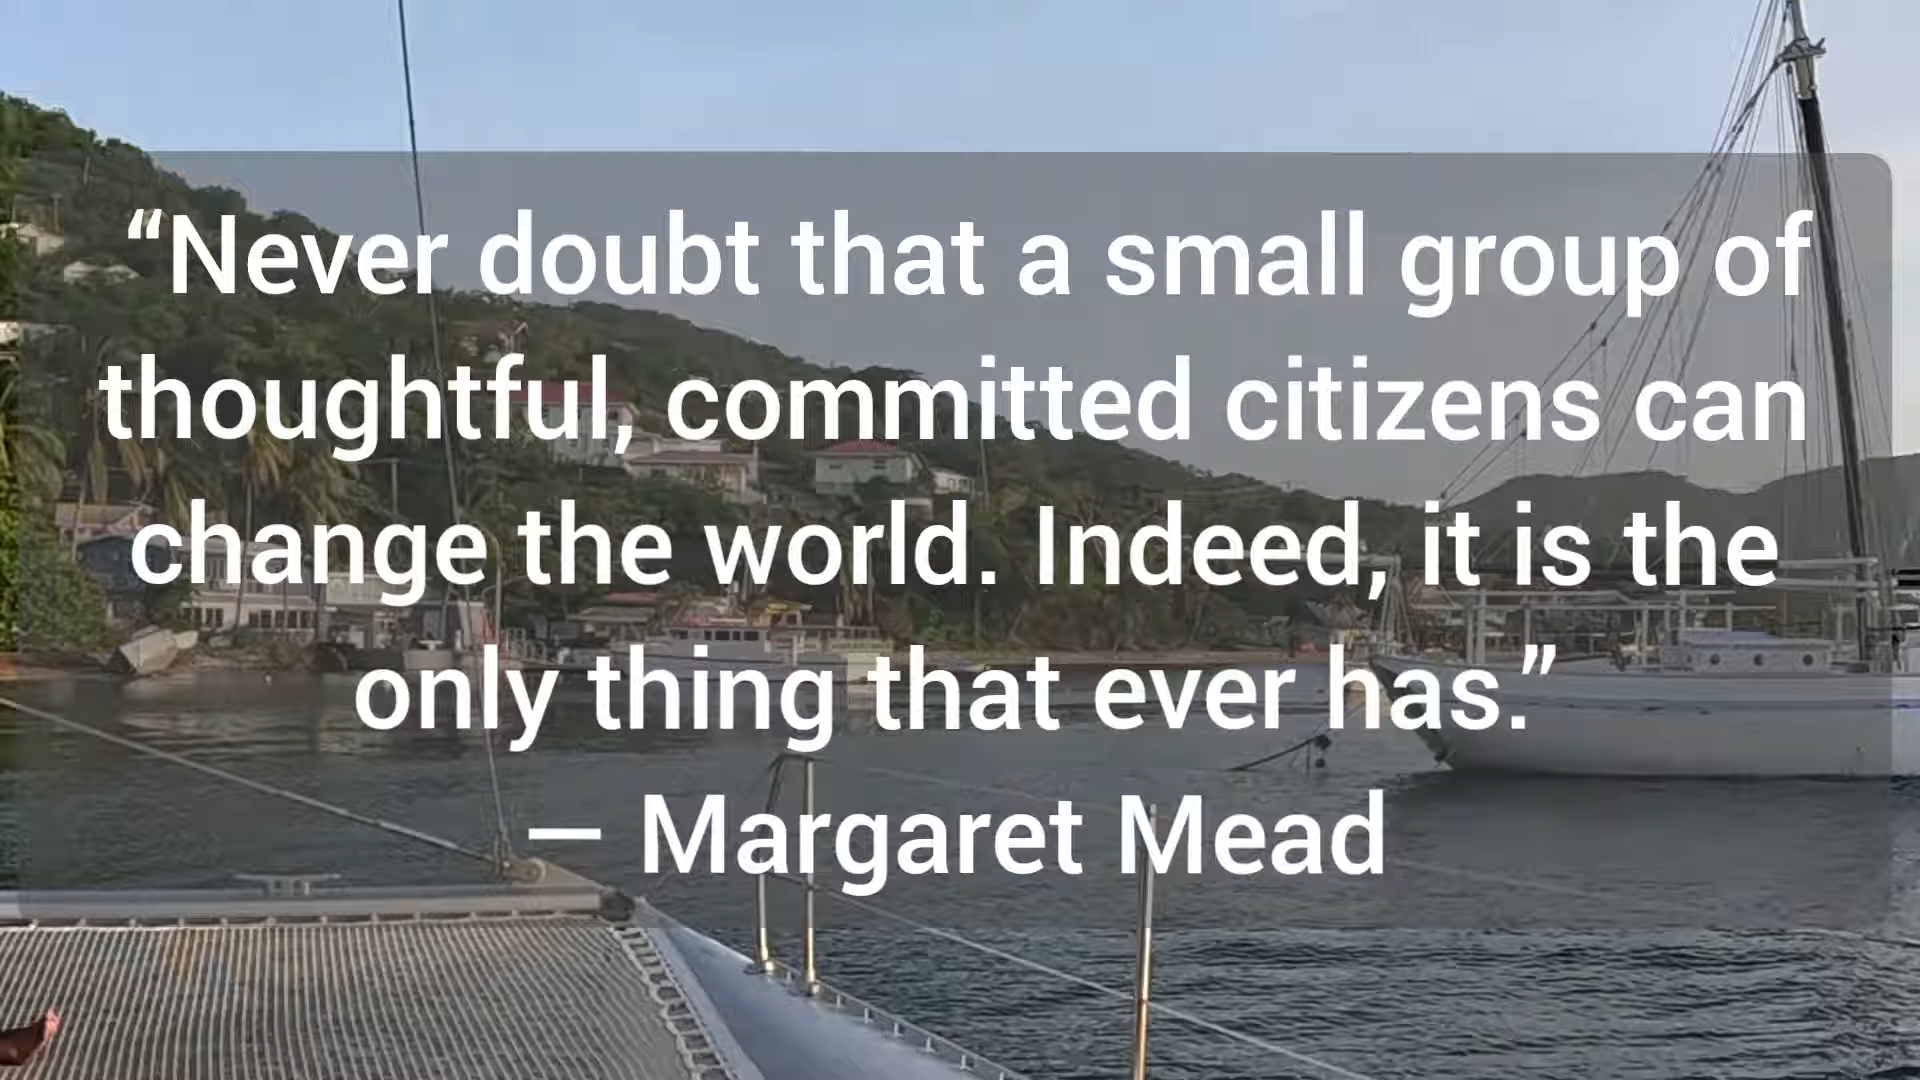 “Never doubt that a small group of
thoughtful, committed citizens can
change the world. Indeed, it is the
only thing that ever has.”
— Margaret Mead